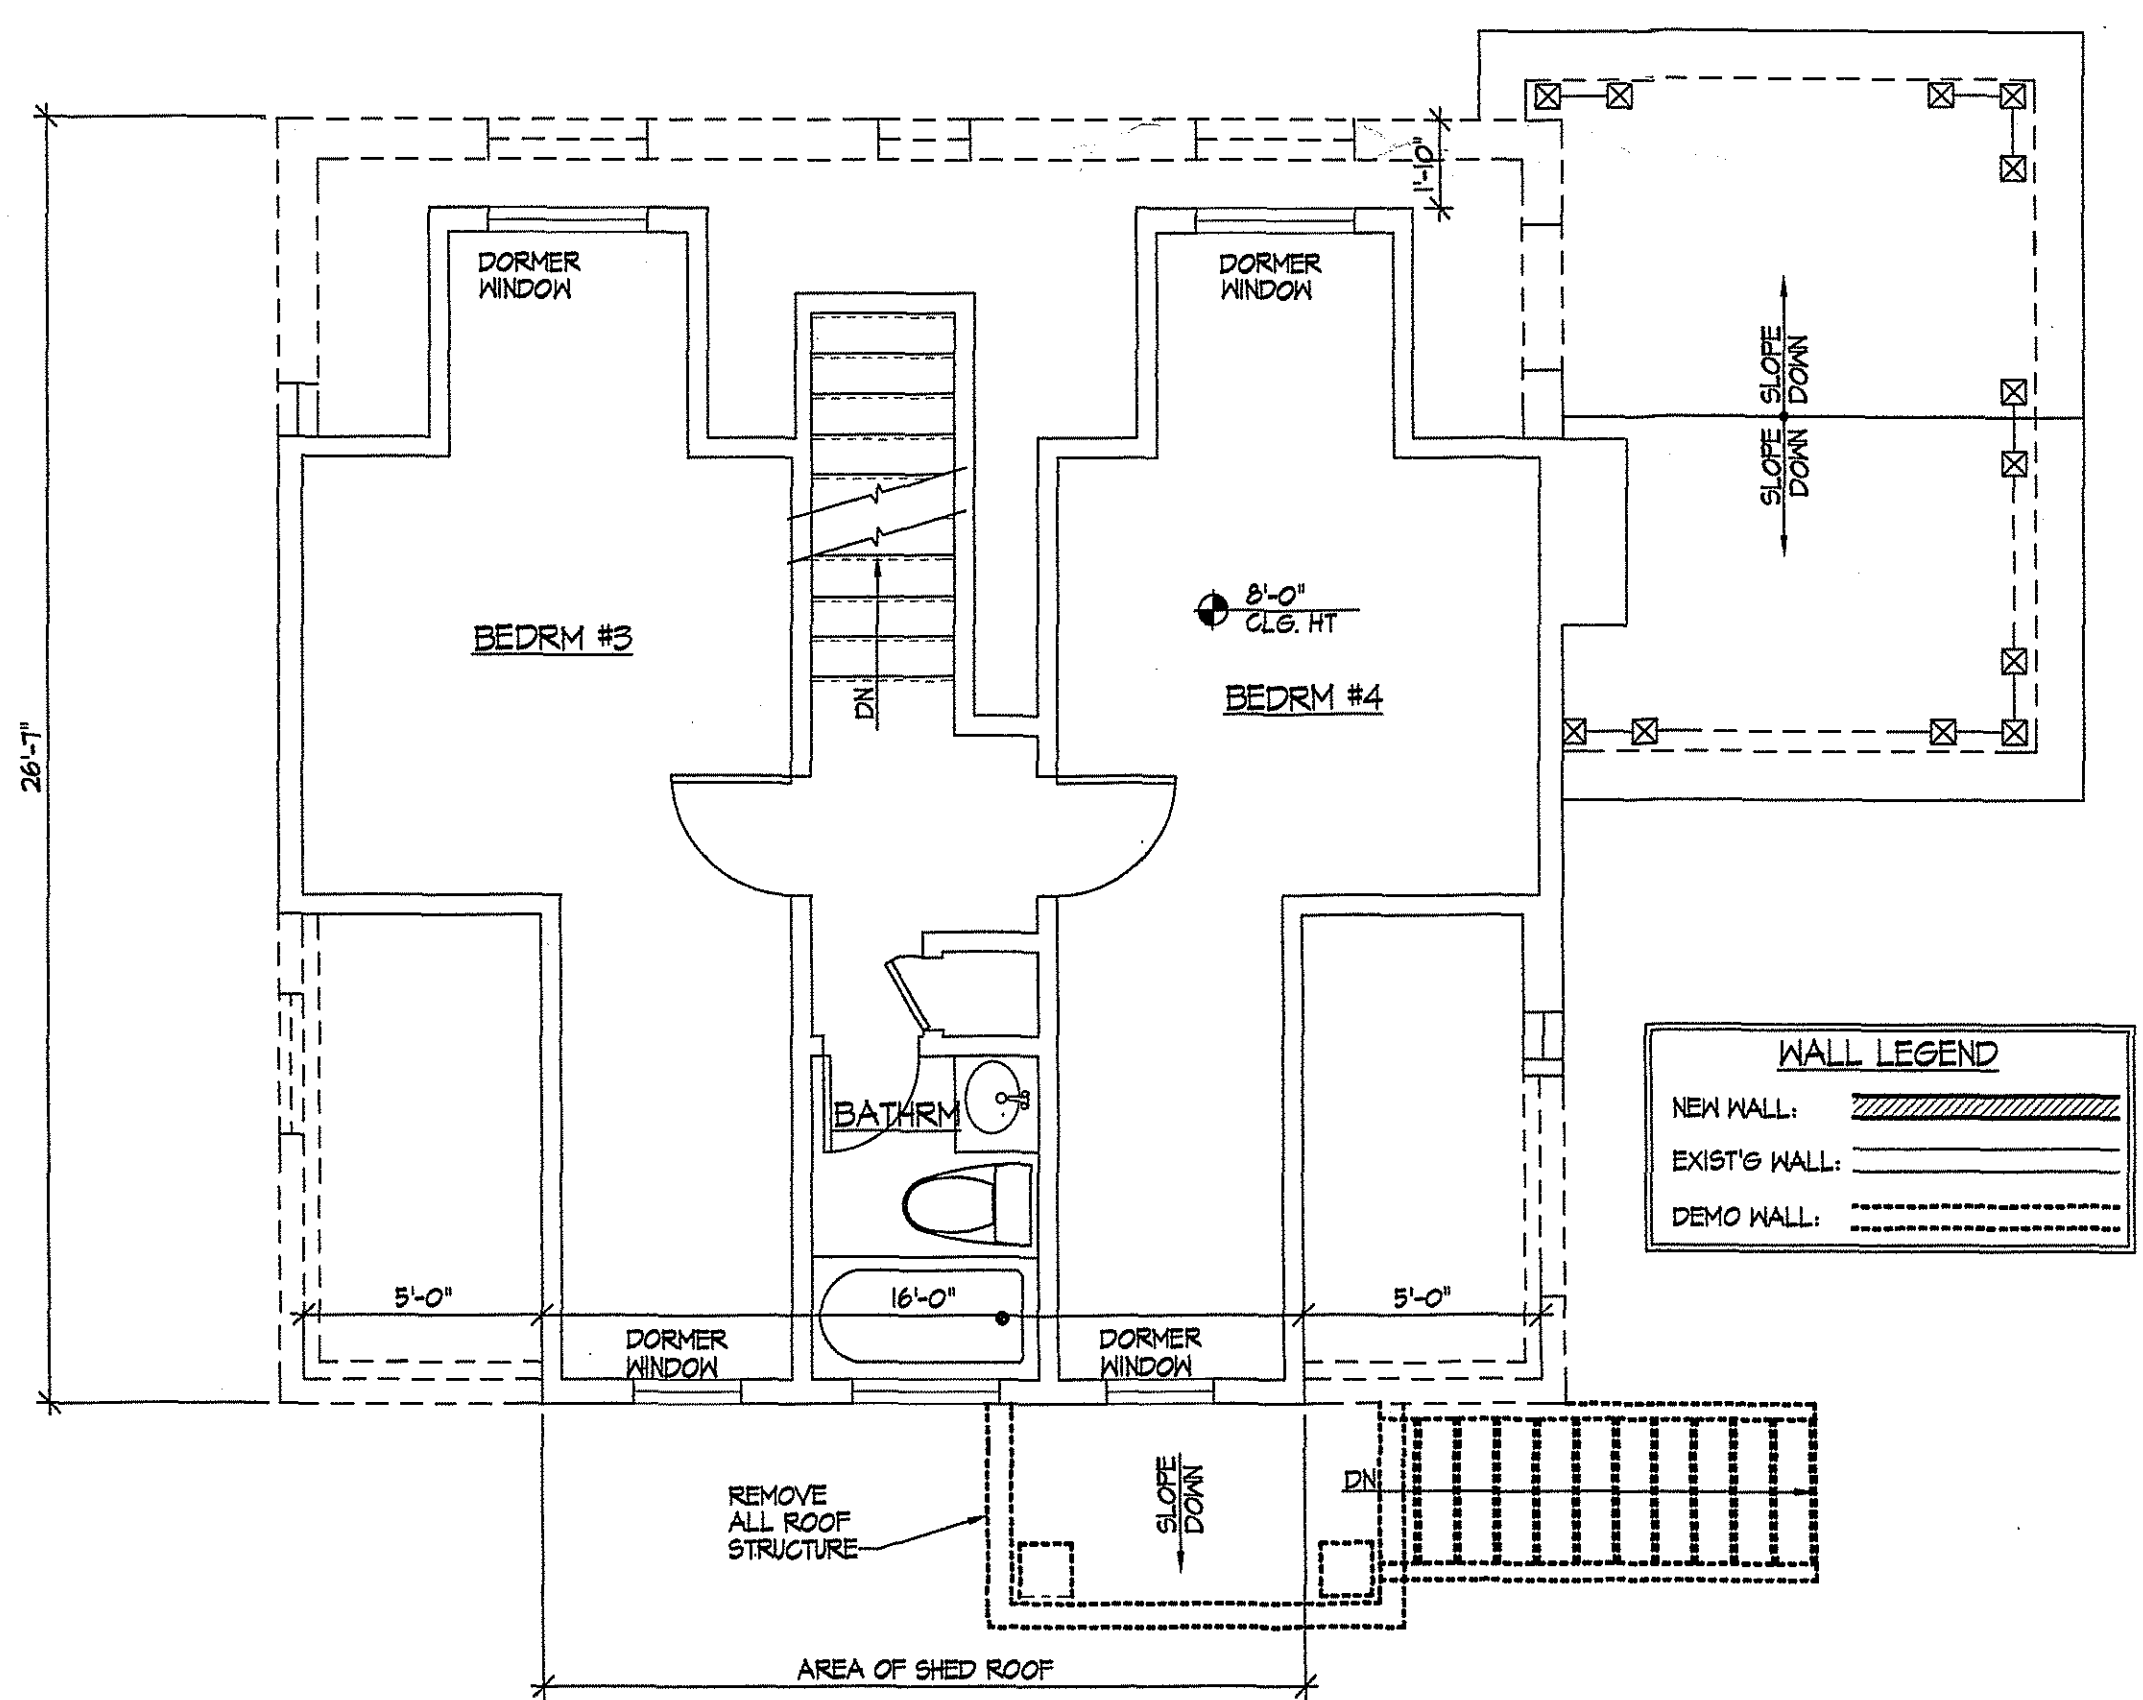 1'-10"
DORMER
WINDOW
DORMER
WINDOW
SLOPE
DOWN
SLOPE
DOWN
8'-0"
CLG. HT
BEDRM #3
BEDRM #4
DN
26'-7"
WALL LEGEND
NEW WALL:
EXIST'G WALL:
DEMO WALL:
BATHRM
5'-0"
16'-0"
5'-0"
DORMER
WINDOW
DORMER
WINDOW
REMOVE
ALL ROOF
STRUCTURE
SLOPE
DOWN
DN
AREA OF SHED ROOF